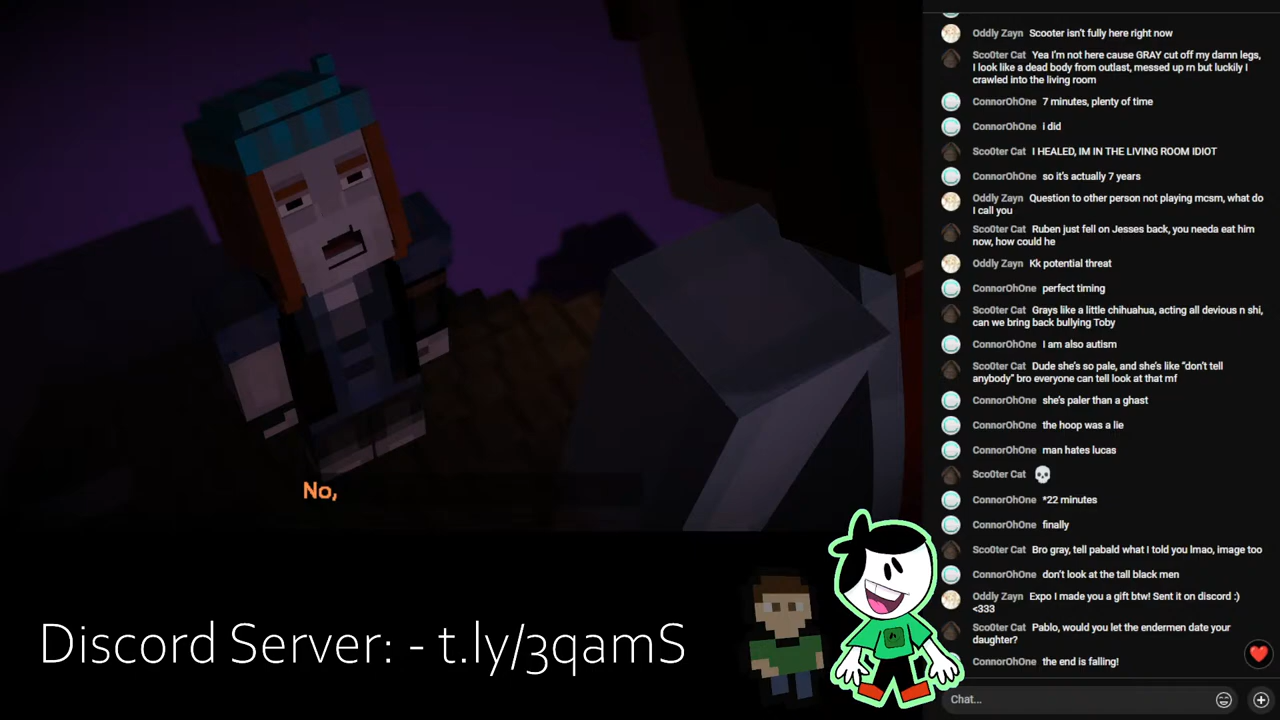 No,
Discord Server: - t.ly/3qamS
Oddly Zayn Scooter isn't fully here right now
Sco0ter Cat Yea I'm not here cause GRAY cut off my damn legs,
I look like a dead body from outlast, messed up rn but luckily I
crawled into the living room
ConnorOhOne 7 minutes, plenty of time
ConnorOhOne i did
Sco0ter Cat I HEALED, IM IN THE LIVING ROOM IDIOT
ConnorOhOne so it's actually 7 years
Oddly Zayn Question to other person not playing mcsm, what do
I call you
Sco0ter Cat Ruben just fell on Jesses back, you needa eat him
now, how could he
Oddly Zayn Kk potential threat
ConnorOhOne perfect timing
Sco0ter Cat Grays like a little chihuahua, acting all devious n shi,
can we bring back bullying Toby
ConnorOhOne I am also autism
Sco0ter Cat Dude she's so pale, and she's like "don't tell
anybody" bro everyone can tell look at that mf
ConnorOhOne she's paler than a ghast
ConnorOhOne the hoop was a lie
ConnorOhOne man hates lucas
Sco0ter Cat 💀
ConnorOhOne *22 minutes
ConnorOhOne finally
Sco0ter Cat Bro gray, tell pabald what I told you lmao, image too
ConnorOhOne don't look at the tall black men
Oddly Zayn Expo I made you a gift btw! Sent it on discord :)
<333
Sco0ter Cat Pablo, would you let the endermen date your
daughter?
ConnorOhOne the end is falling!
Chat...